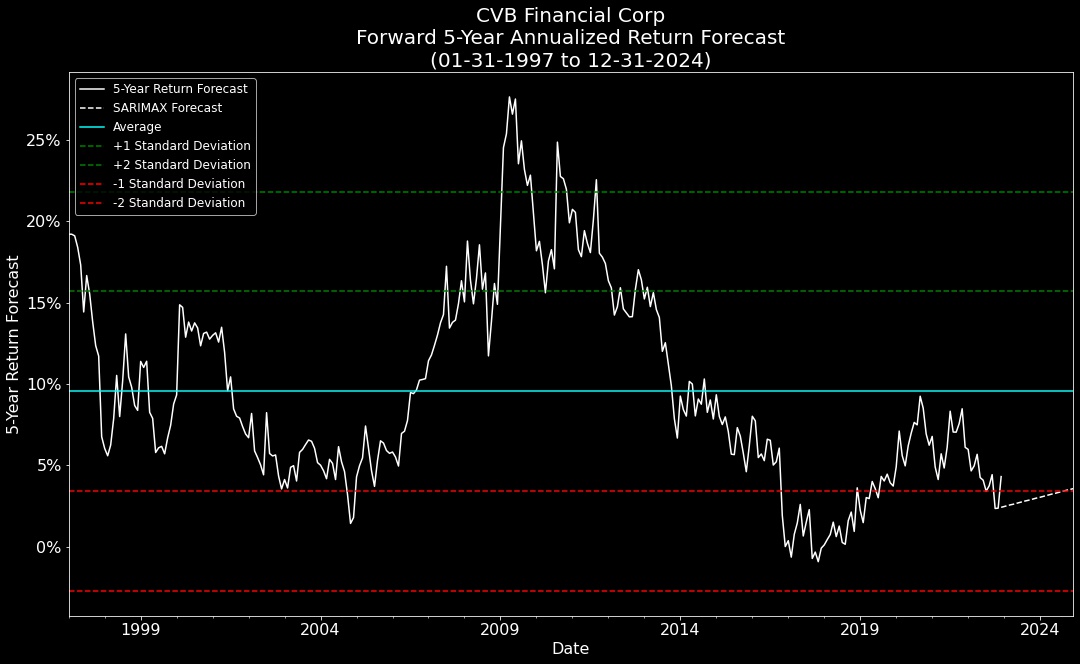 CVB Financial Corp
Forward 5-Year Annualized Return Forecast
(01-31-1997 to 12-31-2024)
5-Year Return Forecast
SARIMAX Forecast
Average
+1 Standard Deviation
+2 Standard Deviation
-1 Standard Deviation
-2 Standard Deviation
25%
20%
15%
10%
5%
0%
5-Year Return Forecast
1999
2004
2009
2014
2019
2024
Date